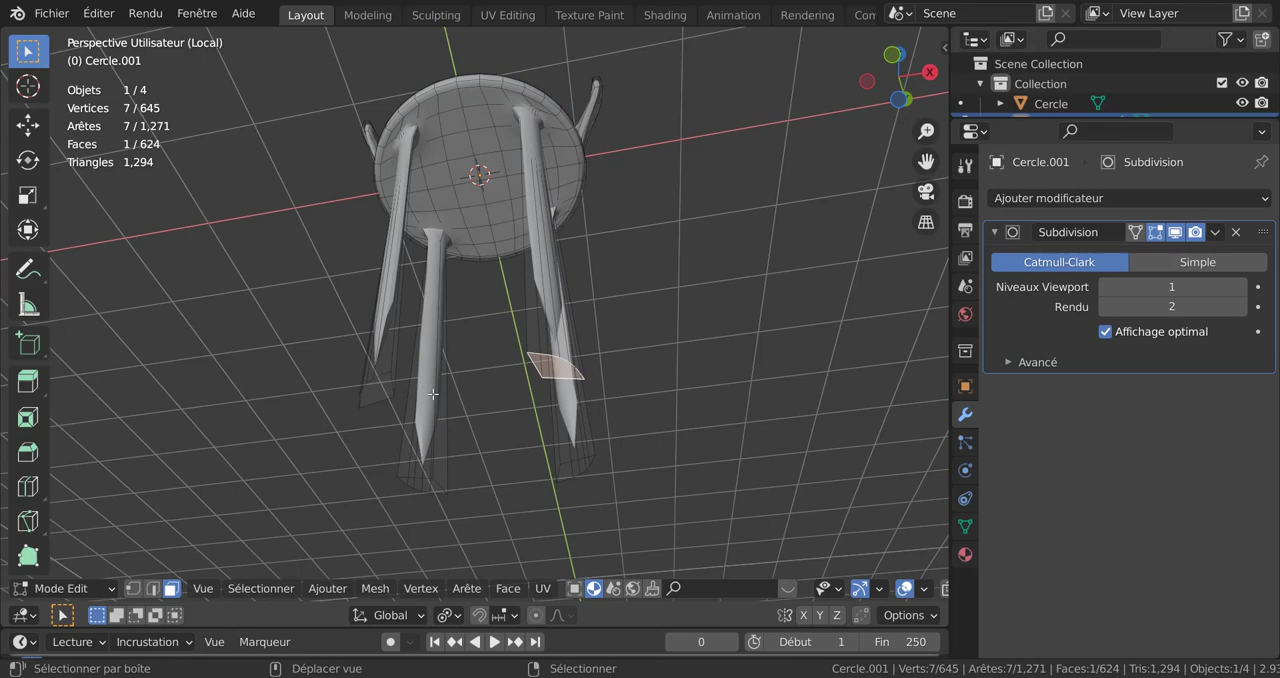 Fichier Éditer Rendu Fenêtre Aide Layout Modeling Sculpting UV Editing Texture Paint Shading Animation Rendering Scene View Layer
Perspective Utilisateur (Local)
(0) Cercle.001
Objets 1 / 4
Vertices 7 / 645
Arêtes 7 / 1,271
Faces 1 / 624
Triangles 1,294
X
Scene Collection
Collection
Cercle
Cercle.001 Subdivision
Ajouter modificateur
Subdivision
Catmull-Clark Simple
Niveaux Viewport 1
Rendu 2
Affichage optimal
Avancé
Mode Edit Vue Sélectionner Ajouter Mesh Vertex Arête Face UV
Global X Y Z Options
Lecture Incrustation Vue Marqueur 0 Début 1 Fin 250
Sélectionner par boîte Déplacer vue Sélectionner Cercle.001 | Verts:7/645 | Arêtes:7/1,271 | Faces:1/624 | Tris:1,294 | Objects:1/4 | 2.93